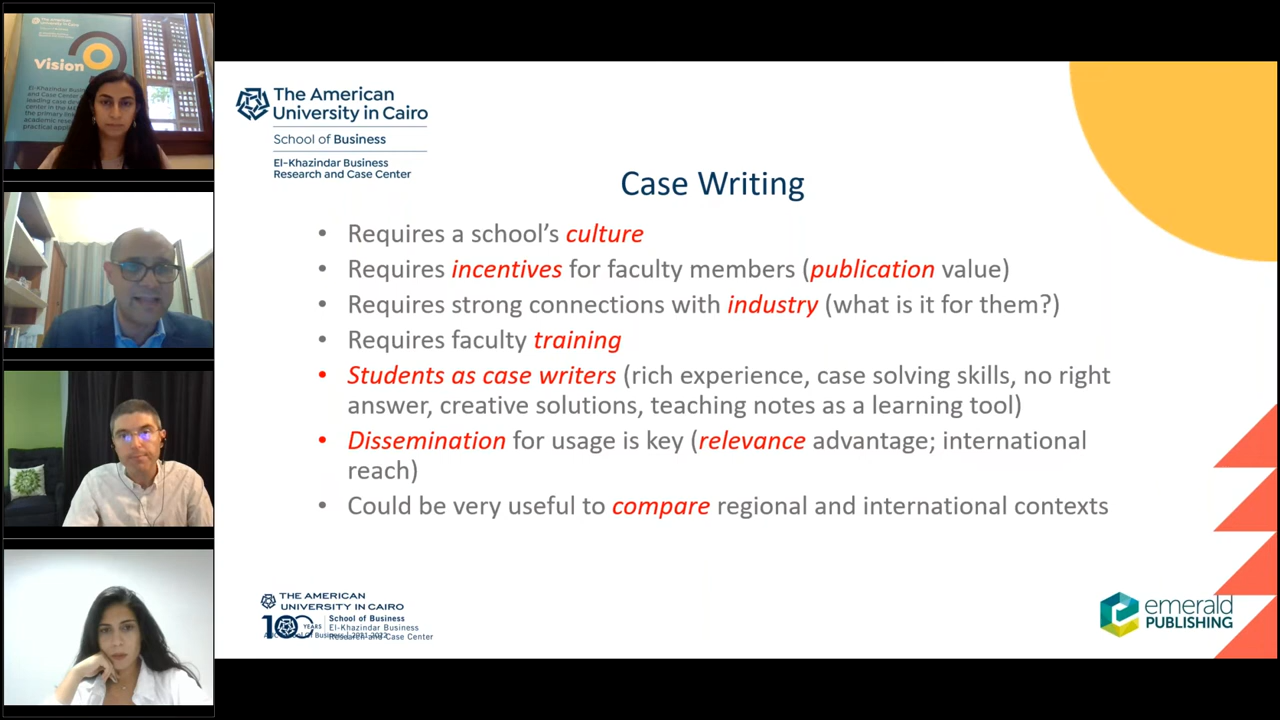 Vision
The American
University in Cairo
School of Business
El-Khazindar Business
Research and Case Center
Case Writing
• Requires a school's culture
• Requires incentives for faculty members (publication value)
• Requires strong connections with industry (what is it for them?)
• Requires faculty training
• Students as case writers (rich experience, case solving skills, no right
answer, creative solutions, teaching notes as a learning tool)
• Dissemination for usage is key (relevance advantage; international
reach)
• Could be very useful to compare regional and international contexts
THE AMERICAN
UNIVERSITY IN CAIRO
100 YEARS
School of Business
El-Khazindar Business
Research and Case Center
emerald
PUBLISHING